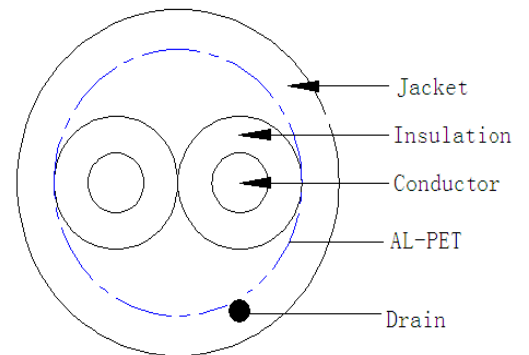 Jacket
Insulation
Conductor
AL-PET
Drain